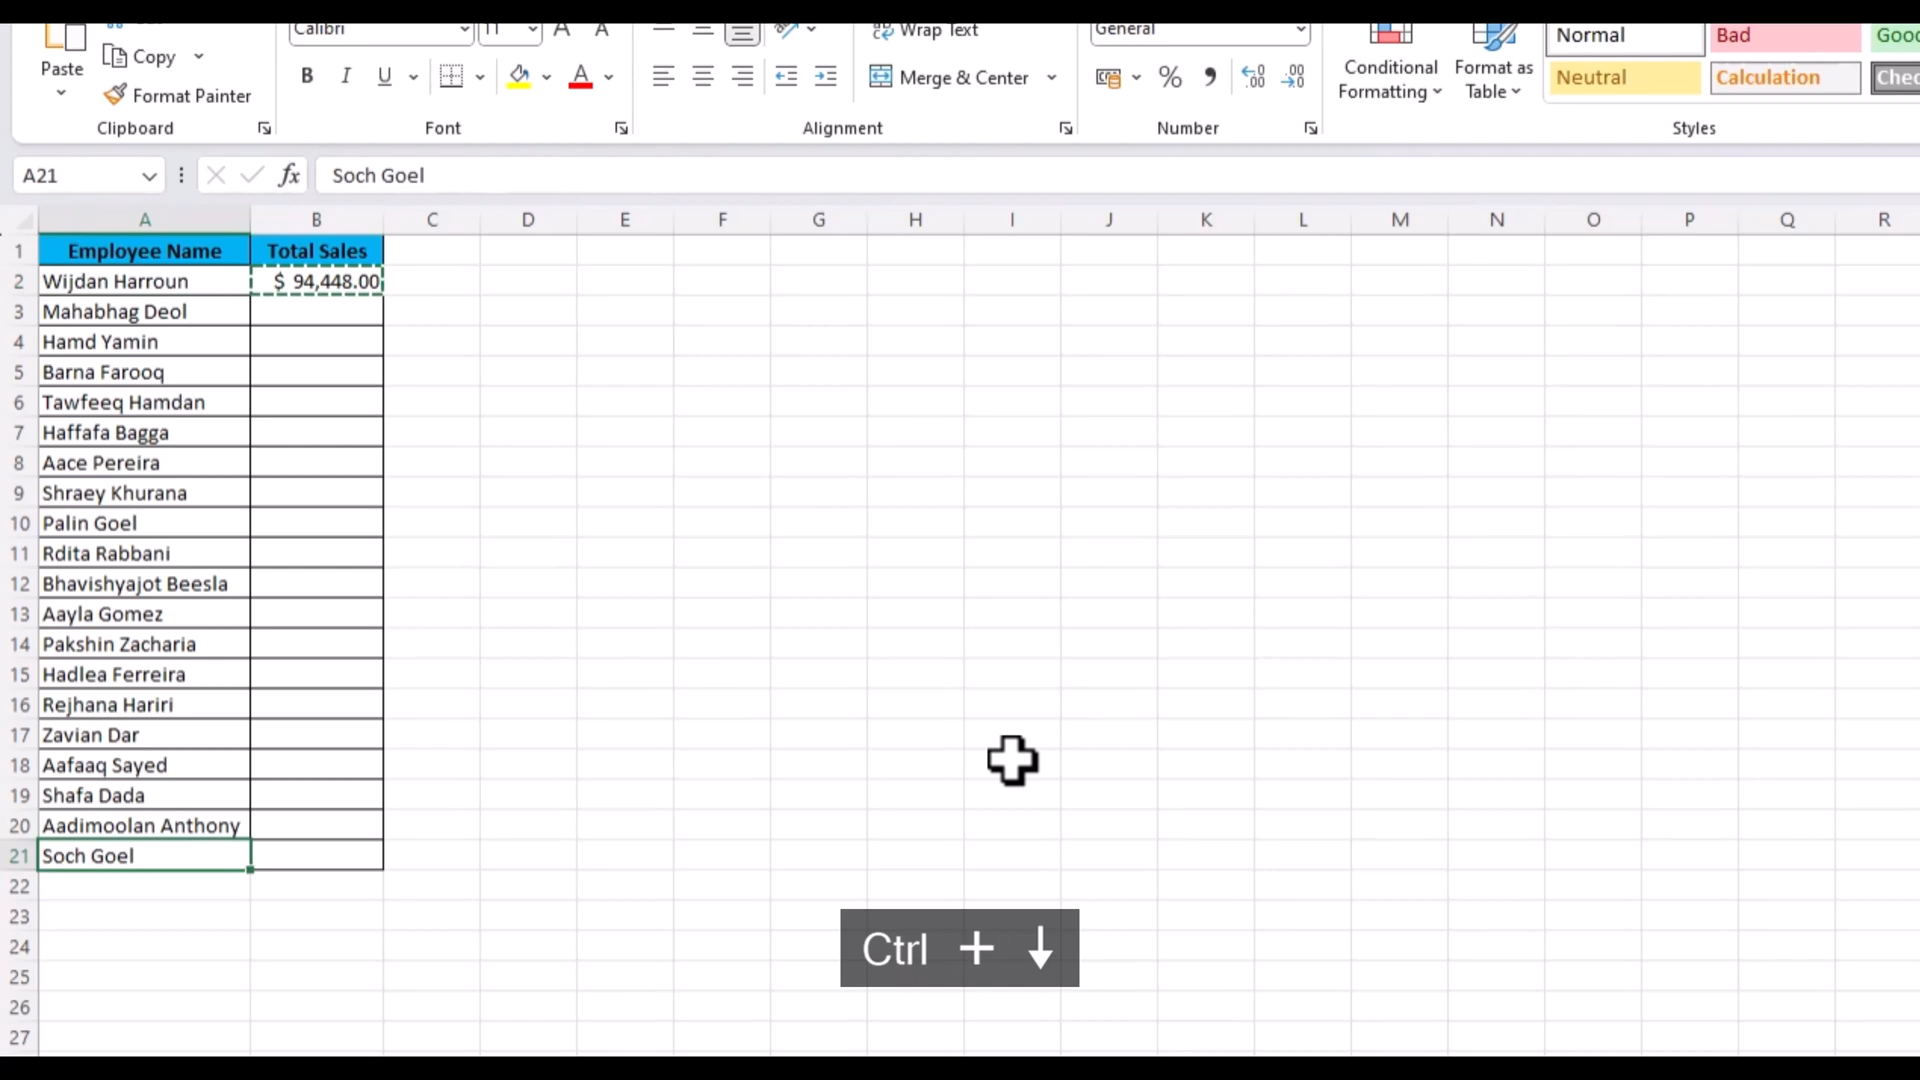 Calibri
11
A A
Wrap Text
General
Paste
Copy
Format Painter
B I U
A
Merge & Center
%
Conditional Formatting
Format as Table
Normal
Bad
Good
Neutral
Calculation
Chec
Clipboard
Font
Alignment
Number
Styles
A21
fx
Soch Goel
A B C D E F G H I J K L M N O P Q R
1 Employee Name Total Sales
2 Wijdan Harroun $ 94,448.00
3 Mahabhag Deol
4 Hamd Yamin
5 Barna Farooq
6 Tawfeeq Hamdan
7 Haffafa Bagga
8 Aace Pereira
9 Shraey Khurana
10 Palin Goel
11 Rdita Rabbani
12 Bhavishyajot Beesla
13 Aayla Gomez
14 Pakshin Zacharia
15 Hadlea Ferreira
16 Rejhana Hariri
17 Zavian Dar
18 Aafaaq Sayed
19 Shafa Dada
20 Aadimoolan Anthony
21 Soch Goel
22
23
24
25
26
27
Ctrl + ↓